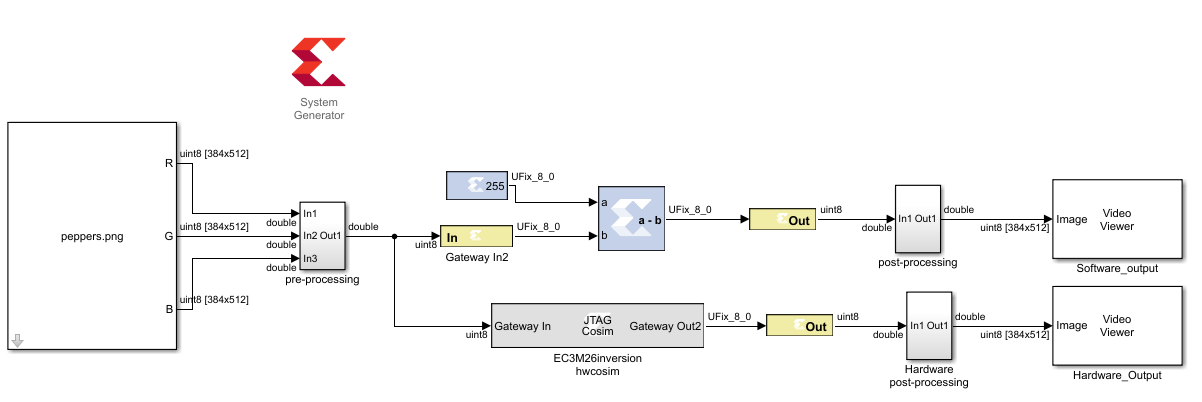 System
Generator
peppers.png
R
uint8 [384x512]
G
uint8 [384x512]
B
uint8 [384x512]
double
double
double
In1
In2 Out1
In3
pre-processing
double
uint8
255
UFix_8_0
In
Gateway In2
UFix_8_0
a
b
a - b
UFix_8_0
Out
uint8
double
In1 Out1
post-processing
double
uint8 [384x512]
Image
Video
Viewer
Software_output
uint8
Gateway In
JTAG
Cosim
Gateway Out2
EC3M26inversion
hwcosim
UFix_8_0
Out
uint8
double
In1 Out1
Hardware
post-processing
double
uint8 [384x512]
Image
Video
Viewer
Hardware_Output